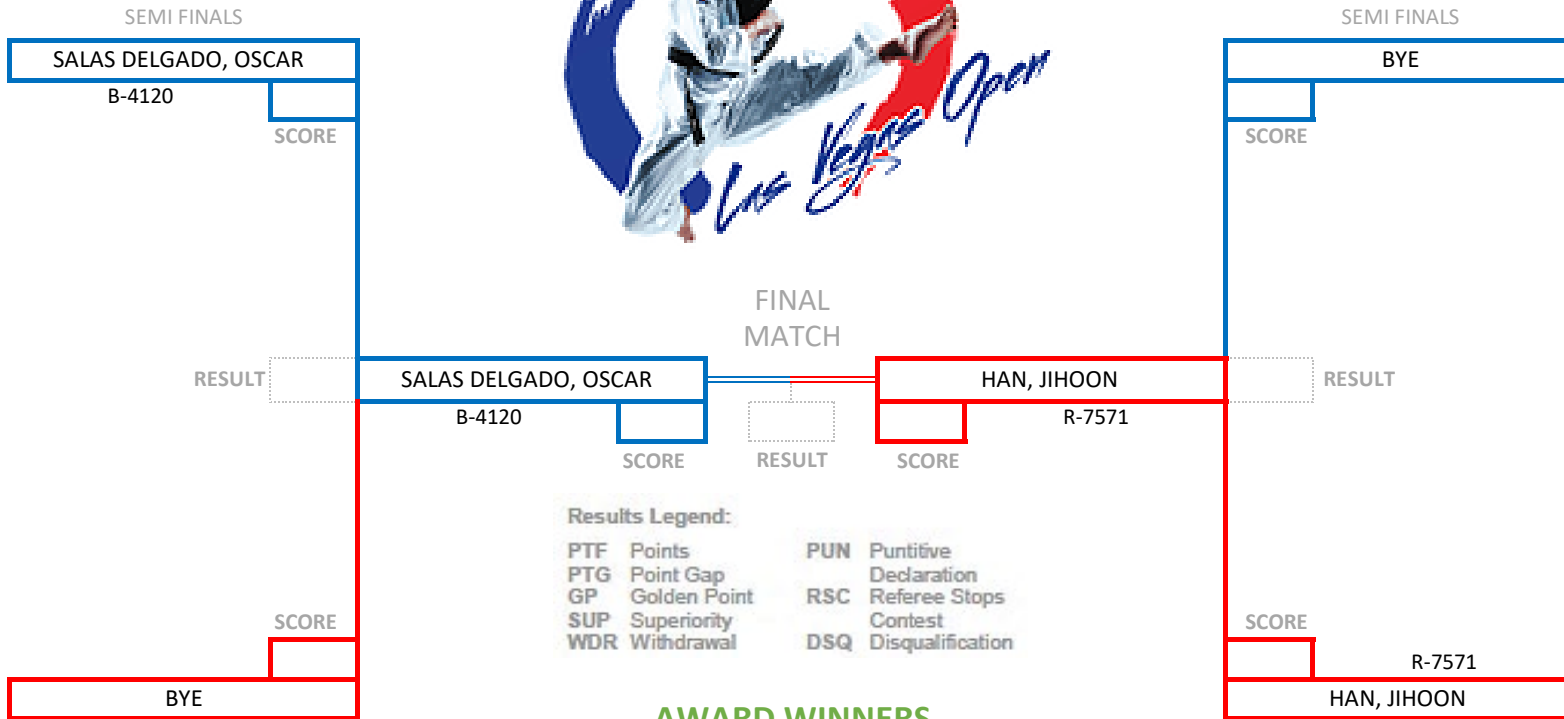 SEMI FINALS
SEMI FINALS
SALAS DELGADO, OSCAR
BYE
B-4120
SCORE
SCORE
Las Vegas Open
FINAL
MATCH
RESULT
SALAS DELGADO, OSCAR
HAN, JIHOON
RESULT
B-4120
R-7571
SCORE
RESULT
SCORE
Results Legend:
PTF Points
PTG Point Gap
GP Golden Point
SUP Superiority
WDR Withdrawal
PUN Puntitive
Declaration
RSC Referee Stops
Contest
DSQ Disqualification
SCORE
SCORE
R-7571
BYE
HAN, JIHOON
AWARD WINNERS